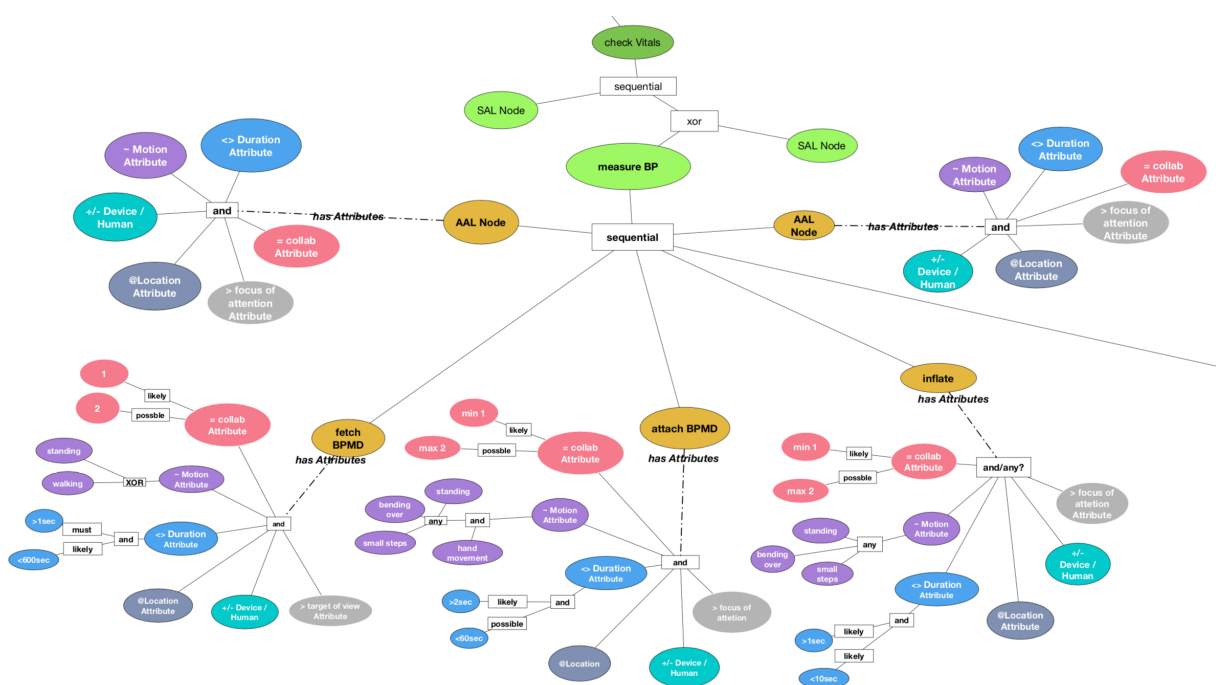 check Vitals
sequential
SAL Node
xor
SAL Node
measure BP
<> Duration
Attribute
~ Motion
Attribute
+/- Device /
Human
and
has Attributes
AAL Node
= collab
Attribute
@Location
Attribute
> focus of
attention
Attribute
sequential
AAL
Node
has Attributes
and
<> Duration
Attribute
~ Motion
Attribute
= collab
Attribute
> focus of
attention
Attribute
+/-
Device /
Human
@Location
Attribute
fetch
BPMD
has Attributes
1
likely
2
possble
= collab
Attribute
standing
walking
XOR
~ Motion
Attribute
>1sec
must
<600sec
likely
and
<> Duration
Attribute
and
@Location
Attribute
+/- Device /
Human
> target of view
Attribute
attach BPMD
has Attributes
min 1
likely
max 2
possble
= collab
Attribute
standing
bending
over
any
and
small steps
hand
movement
~ Motion
Attribute
<> Duration
Attribute
>2sec
likely
and
possible
<60sec
and
> focus of
attetion
@Location
+/- Device /
Human
inflate
has Attributes
min 1
likely
max 2
possble
= collab
Attribute
and/any?
> focus of
attetion
Attribute
standing
bending
over
any
small
steps
~ Motion
Attribute
+/-
Device /
Human
<> Duration
Attribute
@Location
Attribute
and
likely
>1sec
likely
<10sec